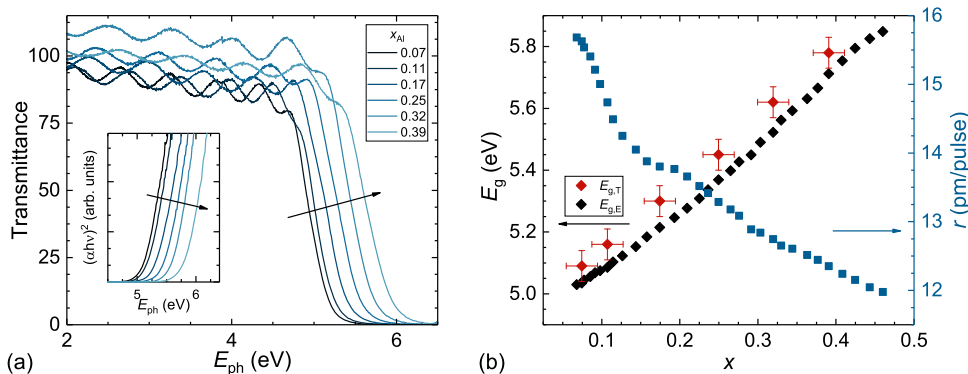 x_Al
0.07
0.11
0.17
0.25
0.32
0.39
Transmittance
100
75
50
25
0
2
4
6
E_ph (eV)
(αhν)² (arb. units)
5
6
E_ph (eV)
(a)
E_g (eV)
5.8
5.6
5.4
5.2
5.0
E_g,T
E_g,E
0.1
0.2
0.3
0.4
0.5
x
16
15
14
13
12
r (pm/pulse)
(b)